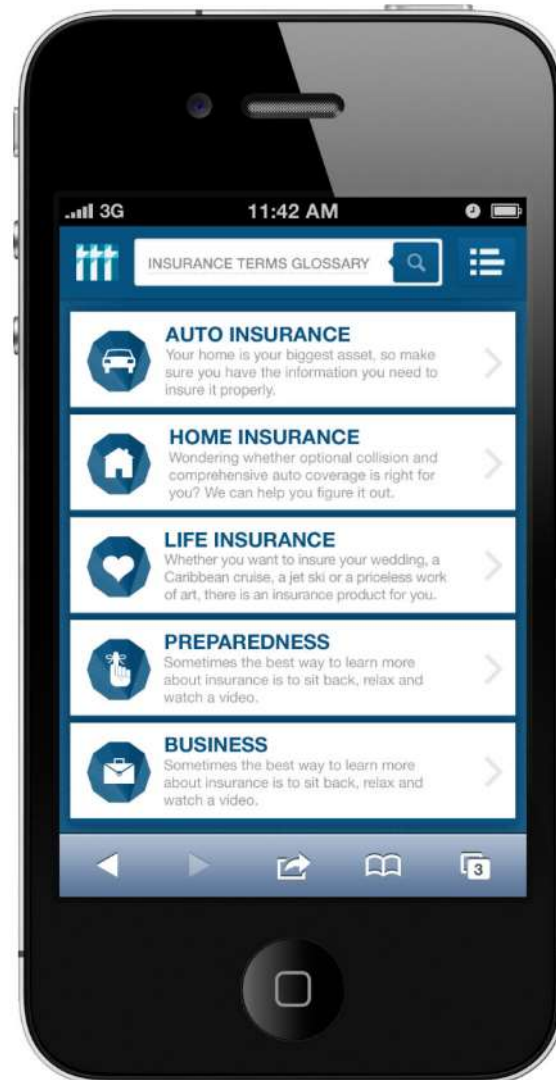 3G 11:42 AM
iii
INSURANCE TERMS GLOSSARY
AUTO INSURANCE
Your home is your biggest asset, so make
sure you have the information you need to
insure it properly.
HOME INSURANCE
Wondering whether optional collision and
comprehensive auto coverage is right for
you? We can help you figure it out.
LIFE INSURANCE
Whether you want to insure your wedding, a
Caribbean cruise, a jet ski or a priceless work
of art, there is an insurance product for you.
PREPAREDNESS
Sometimes the best way to learn more
about insurance is to sit back, relax and
watch a video.
BUSINESS
Sometimes the best way to learn more
about insurance is to sit back, relax and
watch a video.
3